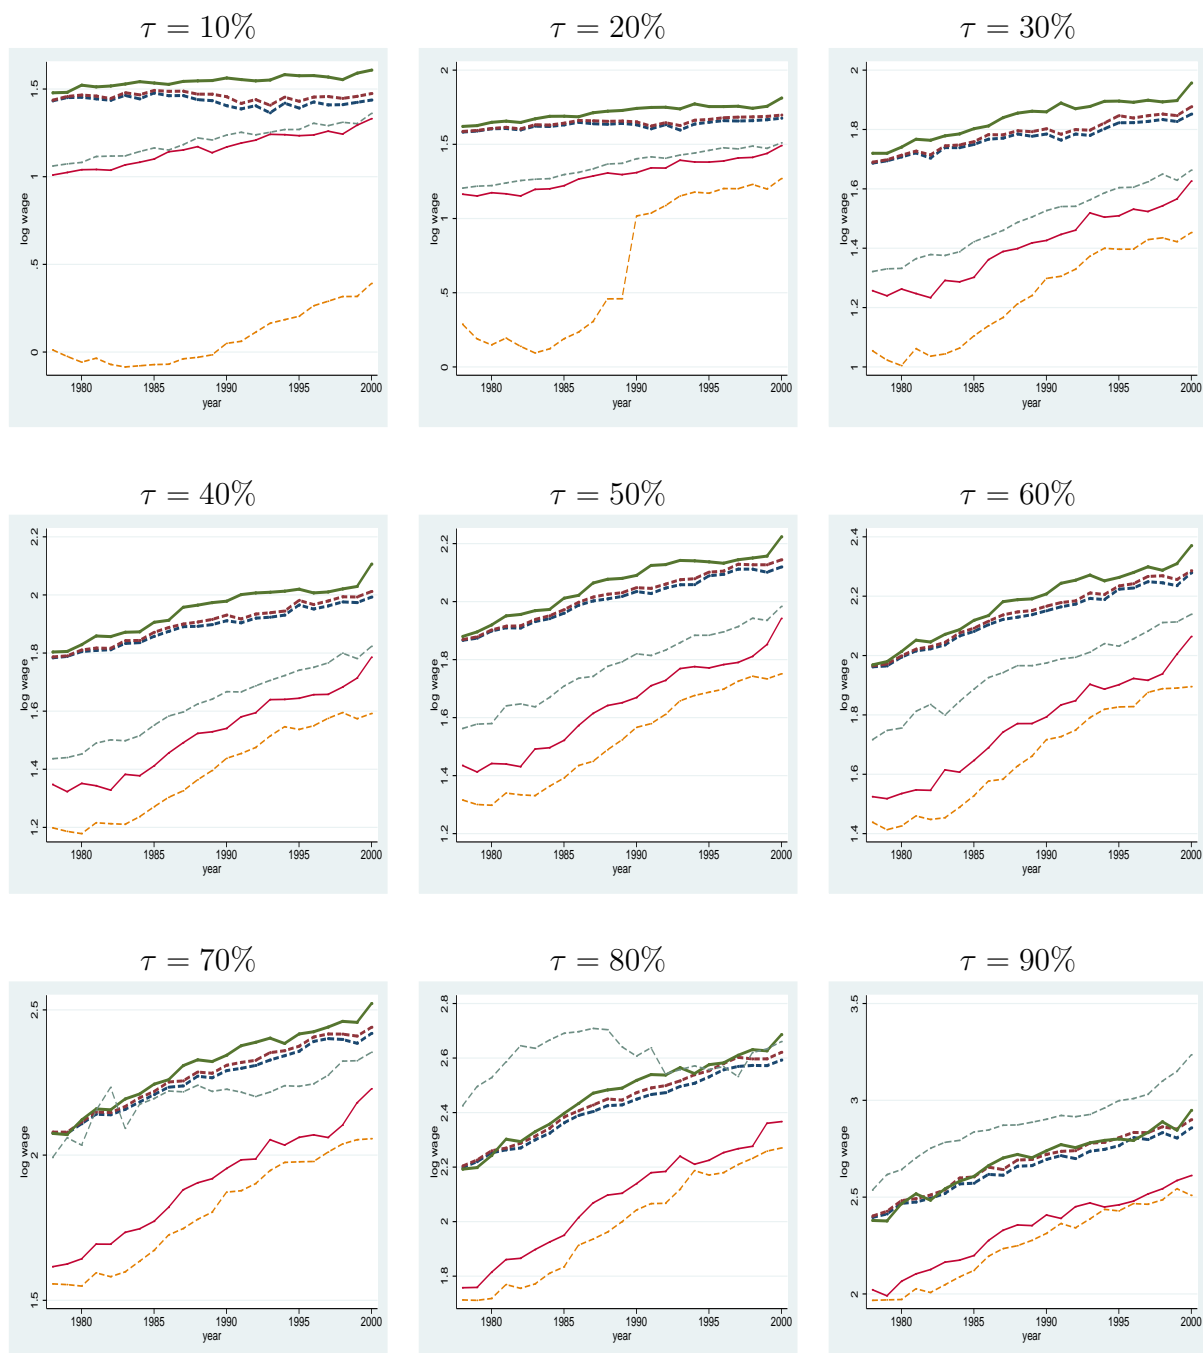 τ = 10% τ = 20% τ = 30%
log wage
0 .5 1 1.5
1980 1985 1990 1995 2000
year
log wage
0 .5 1 1.5 2
1980 1985 1990 1995 2000
year
log wage
1 1.2 1.4 1.6 1.8 2
1980 1985 1990 1995 2000
year
τ = 40% τ = 50% τ = 60%
log wage
1.2 1.4 1.6 1.8 2 2.2
1980 1985 1990 1995 2000
year
log wage
1.2 1.4 1.6 1.8 2 2.2
1980 1985 1990 1995 2000
year
log wage
1.4 1.6 1.8 2 2.2 2.4
1980 1985 1990 1995 2000
year
τ = 70% τ = 80% τ = 90%
log wage
1.5 2 2.5
1980 1985 1990 1995 2000
year
log wage
1.8 2 2.2 2.4 2.6 2.8
1980 1985 1990 1995 2000
year
log wage
2 2.5 3 3.5
1980 1985 1990 1995 2000
year